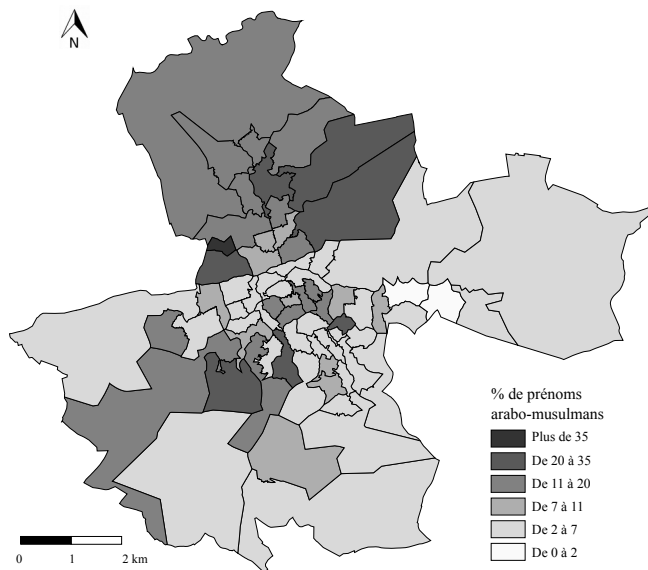 N
% de prénoms
arabo-musulmans
Plus de 35
De 20 à 35
De 11 à 20
De 7 à 11
De 2 à 7
De 0 à 2
0 1 2 km